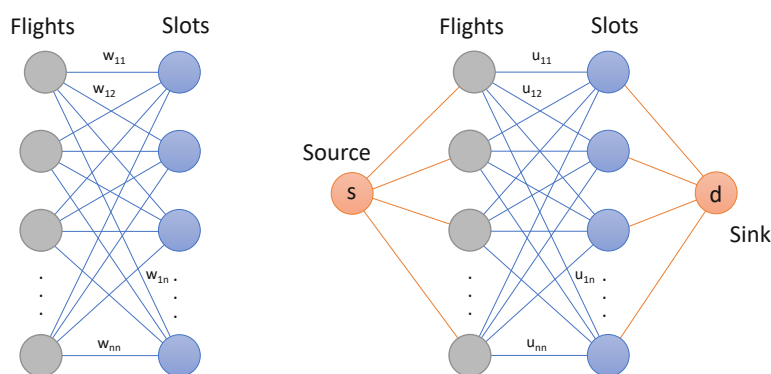 Flights Slots
w11
w12
w1n
wnn
Flights Slots
u11
u12
Source
s
d
Sink
u1n
unn